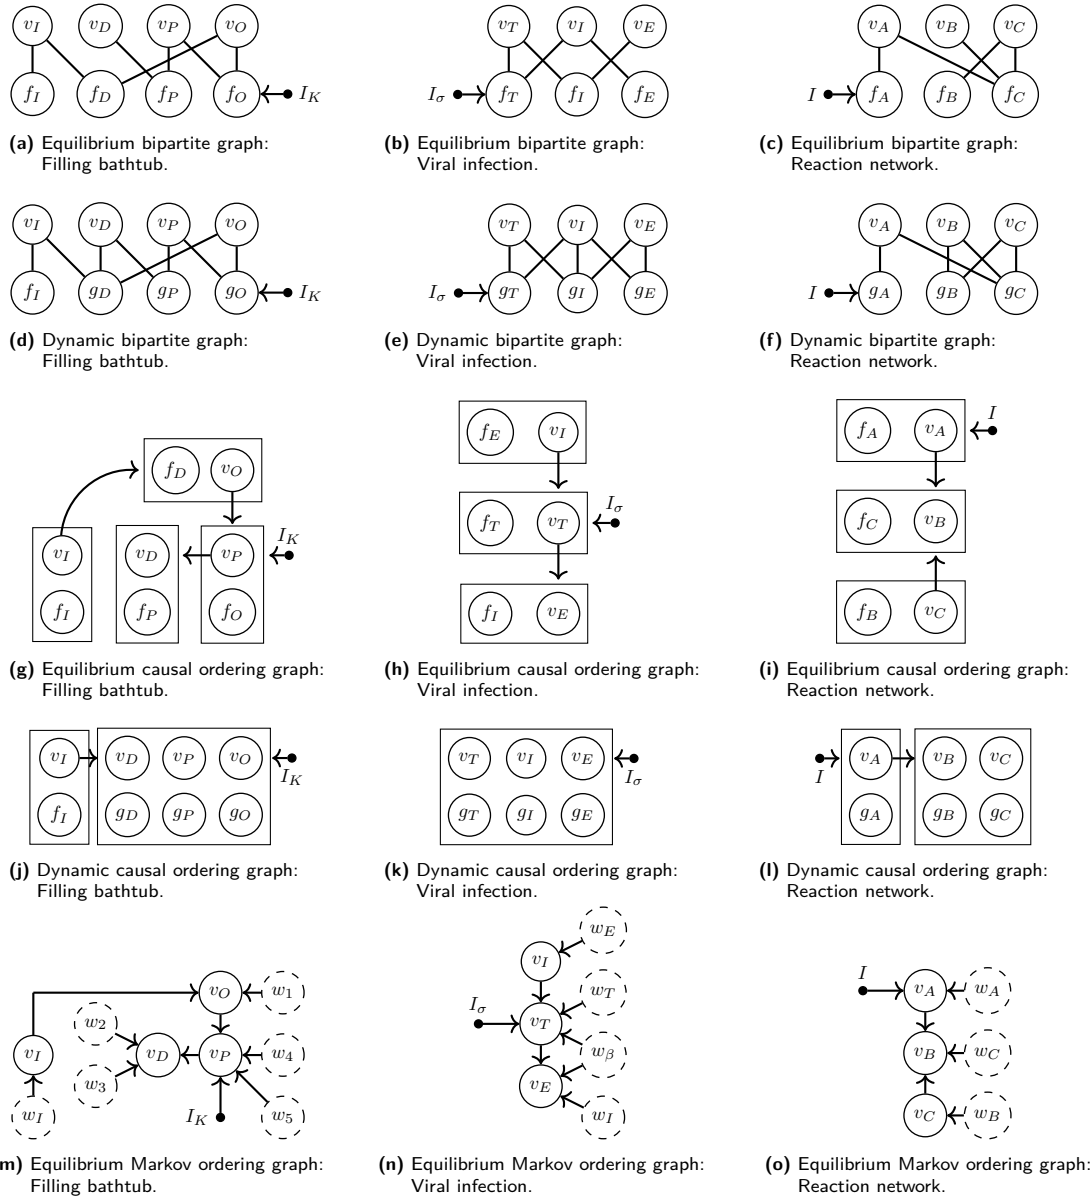 v_I v_D v_P v_O
f_I f_D f_P f_O I_K
(a) Equilibrium bipartite graph:
Filling bathtub.
v_T v_I v_E
I_σ f_T f_I f_E
(b) Equilibrium bipartite graph:
Viral infection.
v_A v_B v_C
I f_A f_B f_C
(c) Equilibrium bipartite graph:
Reaction network.
v_I v_D v_P v_O
f_I g_D g_P g_O I_K
(d) Dynamic bipartite graph:
Filling bathtub.
v_T v_I v_E
I_σ g_T g_I g_E
(e) Dynamic bipartite graph:
Viral infection.
v_A v_B v_C
I g_A g_B g_C
(f) Dynamic bipartite graph:
Reaction network.
f_D v_O
I_K
v_I v_D v_P
f_I f_P f_O
(g) Equilibrium causal ordering graph:
Filling bathtub.
f_E v_I
I_σ
f_T v_T
f_I v_E
(h) Equilibrium causal ordering graph:
Viral infection.
I
f_A v_A
f_C v_B
f_B v_C
(i) Equilibrium causal ordering graph:
Reaction network.
v_I v_D v_P v_O
I_K
f_I g_D g_P g_O
(j) Dynamic causal ordering graph:
Filling bathtub.
v_T v_I v_E
I_σ
g_T g_I g_E
(k) Dynamic causal ordering graph:
Viral infection.
v_A v_B v_C
I
g_A g_B g_C
(l) Dynamic causal ordering graph:
Reaction network.
v_O w_1
w_2
v_I v_D v_P w_4
w_3
w_I I_K w_5
m) Equilibrium Markov ordering graph:
Filling bathtub.
w_E
v_I
w_T
I_σ
v_T
w_β
v_E
w_I
(n) Equilibrium Markov ordering graph:
Viral infection.
I
v_A w_A
v_B w_C
v_C w_B
(o) Equilibrium Markov ordering graph:
Reaction network.